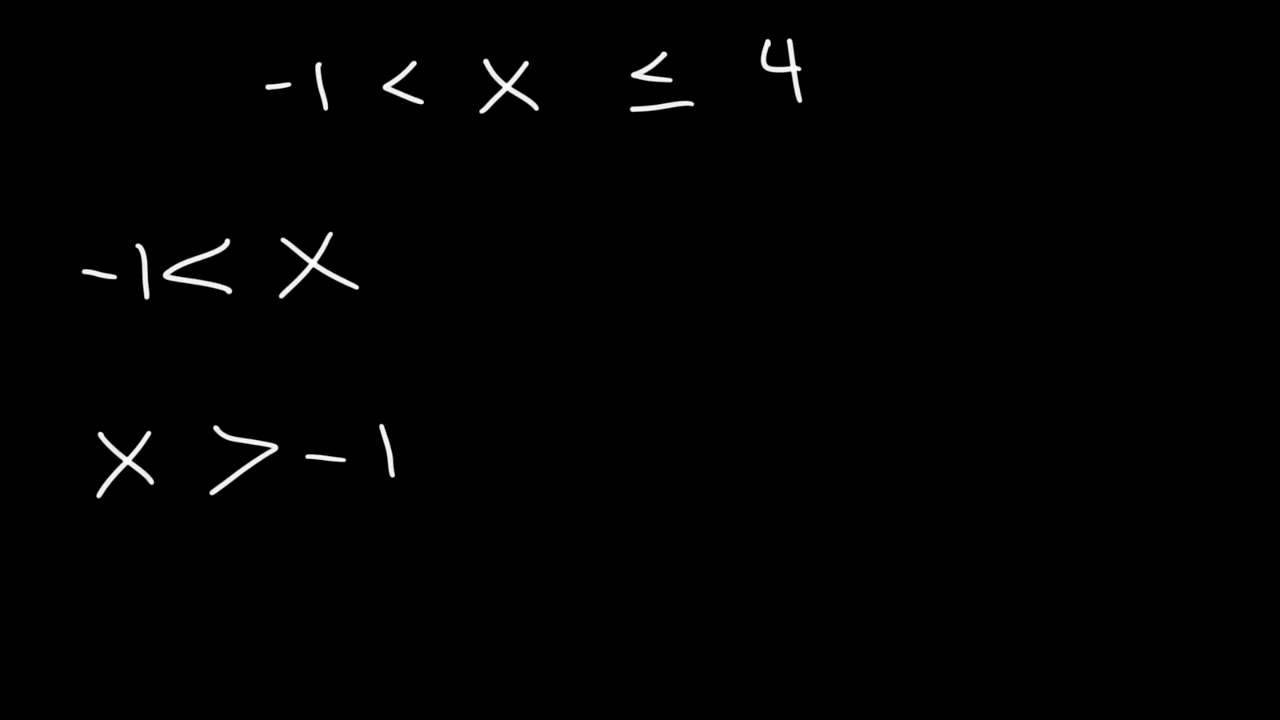 -1 < x ≤ 4
-1 < x
x > -1